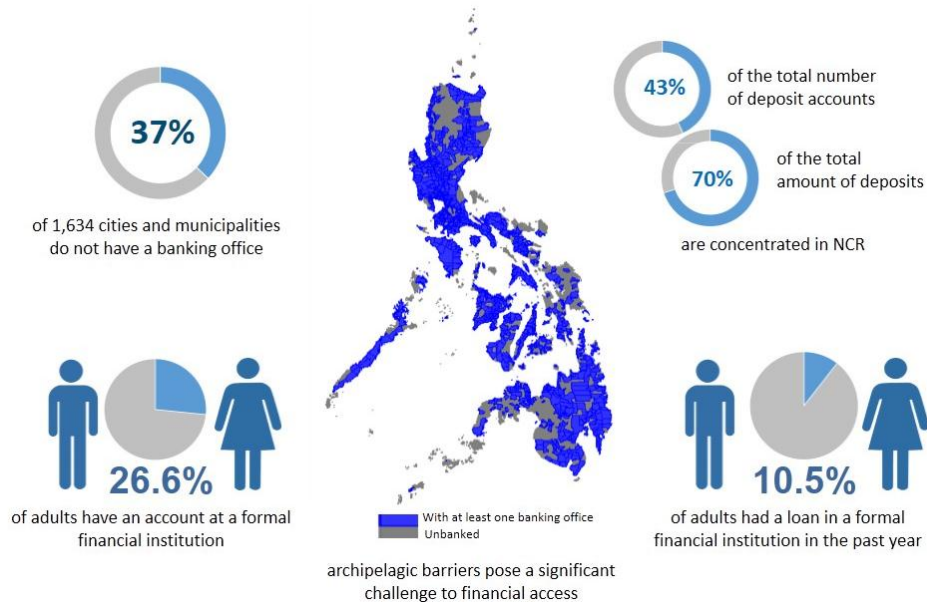 37%
of 1,634 cities and municipalities
do not have a banking office
43%
of the total number
of deposit accounts
70%
of the total
amount of deposits
are concentrated in NCR
26.6%
of adults have an account at a formal
financial institution
With at least one banking office
Unbanked
archipelagic barriers pose a significant
challenge to financial access
10.5%
of adults had a loan in a formal
financial institution in the past year